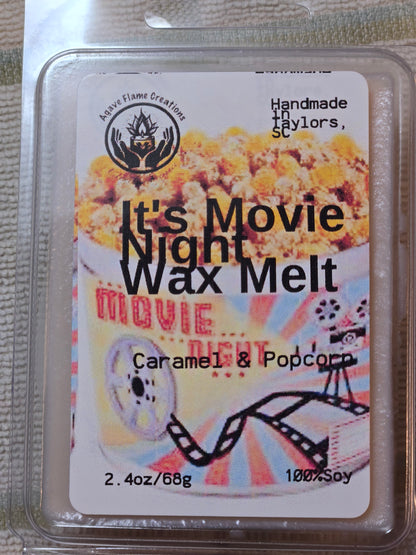 Agave Flame Creations
Handmade
in
Taylors,
SC
It's Movie
Night
Wax Melt
MOVIE
NIGHT
Caramel & Popcorn
2.4oz/68g
100%Soy